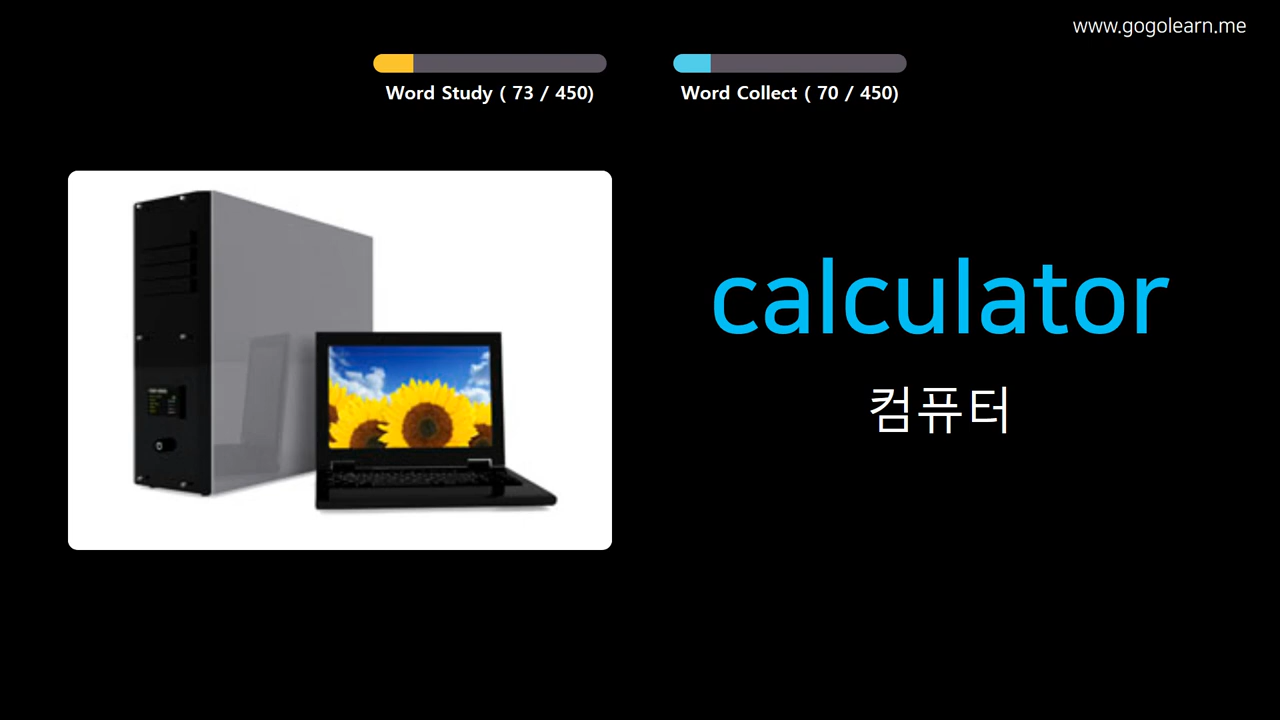 www.gogolearn.me
Word Study ( 73 / 450)
Word Collect ( 70 / 450)
calculator
컴퓨터